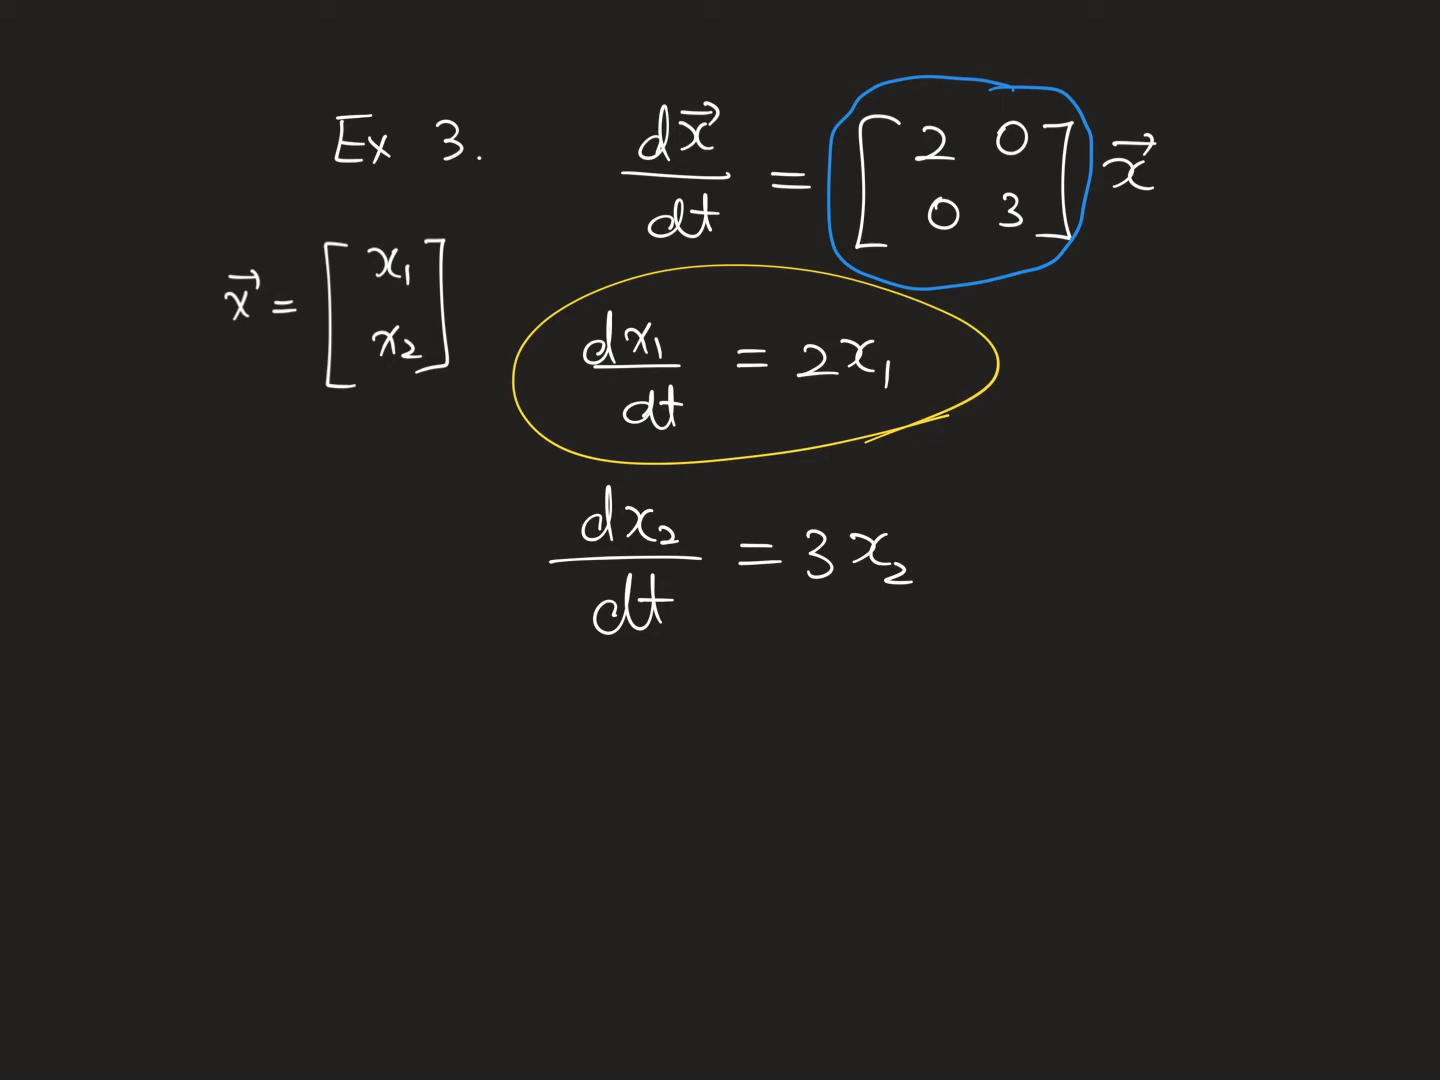 Ex 3. dx⃗/dt = [2 0; 0 3] x⃗
x⃗ = [x₁; x₂]
dx₁/dt = 2x₁
dx₂/dt = 3x₂